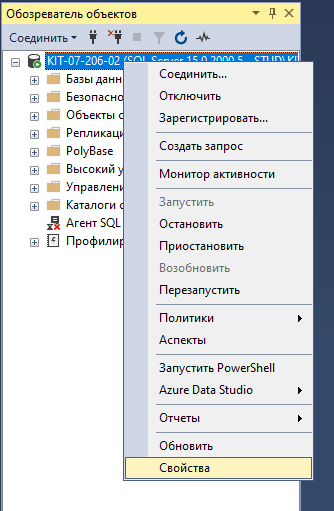 Обозреватель объектов
Соединить
KIT-07-206-02 (SQL Server 15.0.2000.5 - STUD\KI
Соединить...
Базы данн
Отключить
Безопасно
Зарегистрировать...
Объекты с
Создать запрос
Репликаци
PolyBase
Монитор активности
Высокий у
Запустить
Управлени
Остановить
Каталоги с
Приостановить
Агент SQL
Возобновить
Профилир
Перезапустить
Политики
Аспекты
Запустить PowerShell
Azure Data Studio
Отчеты
Обновить
Свойства